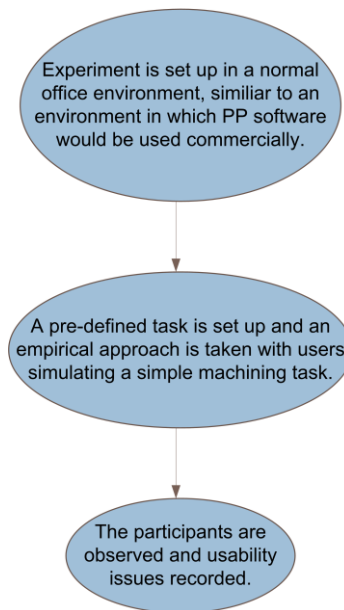 Experiment is set up in a normal
office environment, similiar to an
environment in which PP software
would be used commercially.
A pre-defined task is set up and an
empirical approach is taken with users
simulating a simple machining task.
The participants are
observed and usability
issues recorded.